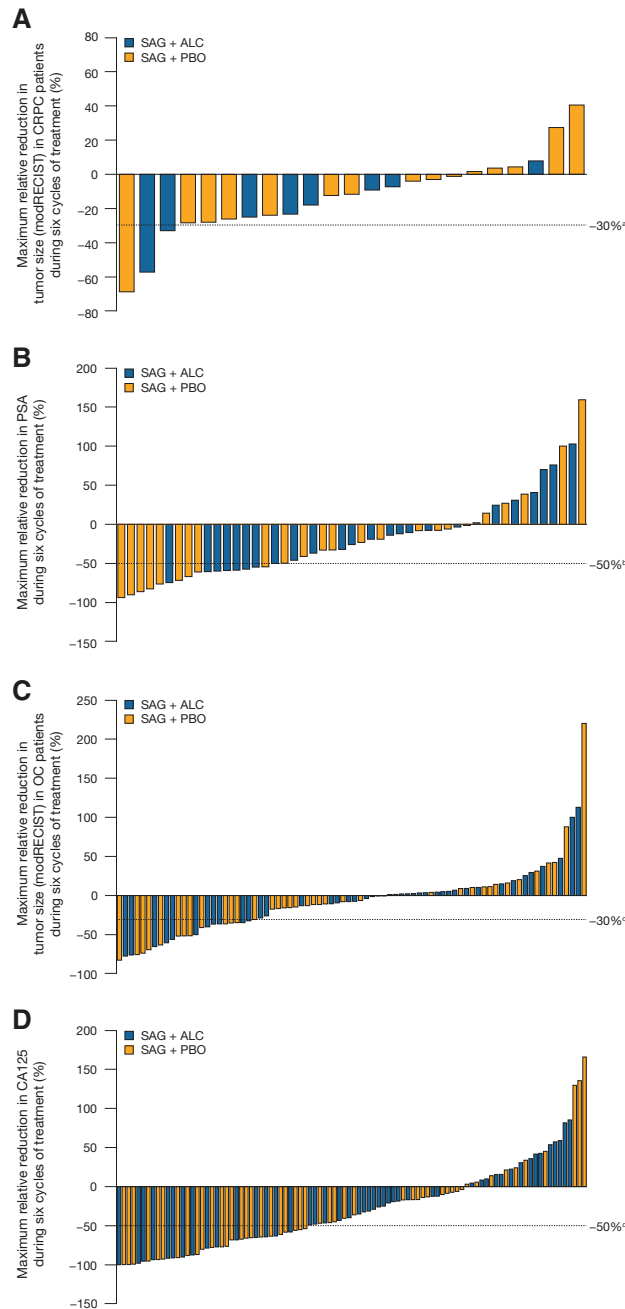 A
Maximum relative reduction in
tumor size (modRECIST) in CRPC patients
during six cycles of treatment (%)
80
60
40
20
0
−20
−40
−60
−80
SAG + ALC
SAG + PBO
−30%ᵃ
B
Maximum relative reduction in PSA
during six cycles of treatment (%)
200
150
100
50
0
−50
−100
−150
SAG + ALC
SAG + PBO
−50%ᵇ
C
Maximum relative reduction in
tumor size (modRECIST) in OC patients
during six cycles of treatment (%)
250
200
150
100
50
0
−50
−100
SAG + ALC
SAG + PBO
−30%ᶜ
D
Maximum relative reduction in CA125
during six cycles of treatment (%)
200
150
100
50
0
−50
−100
−150
SAG + ALC
SAG + PBO
−50%ᶜ